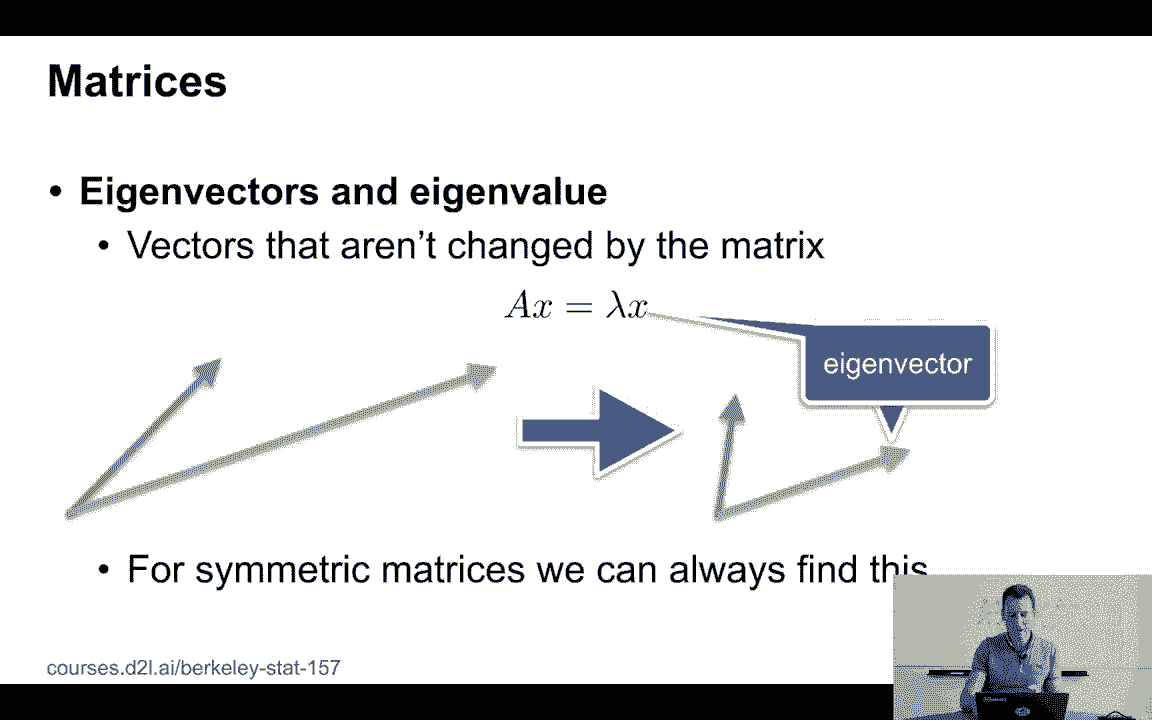 Matrices
• Eigenvectors and eigenvalue
• Vectors that aren't changed by the matrix
Ax = λx
eigenvector
• For symmetric matrices we can always find this
courses.d2l.ai/berkeley-stat-157